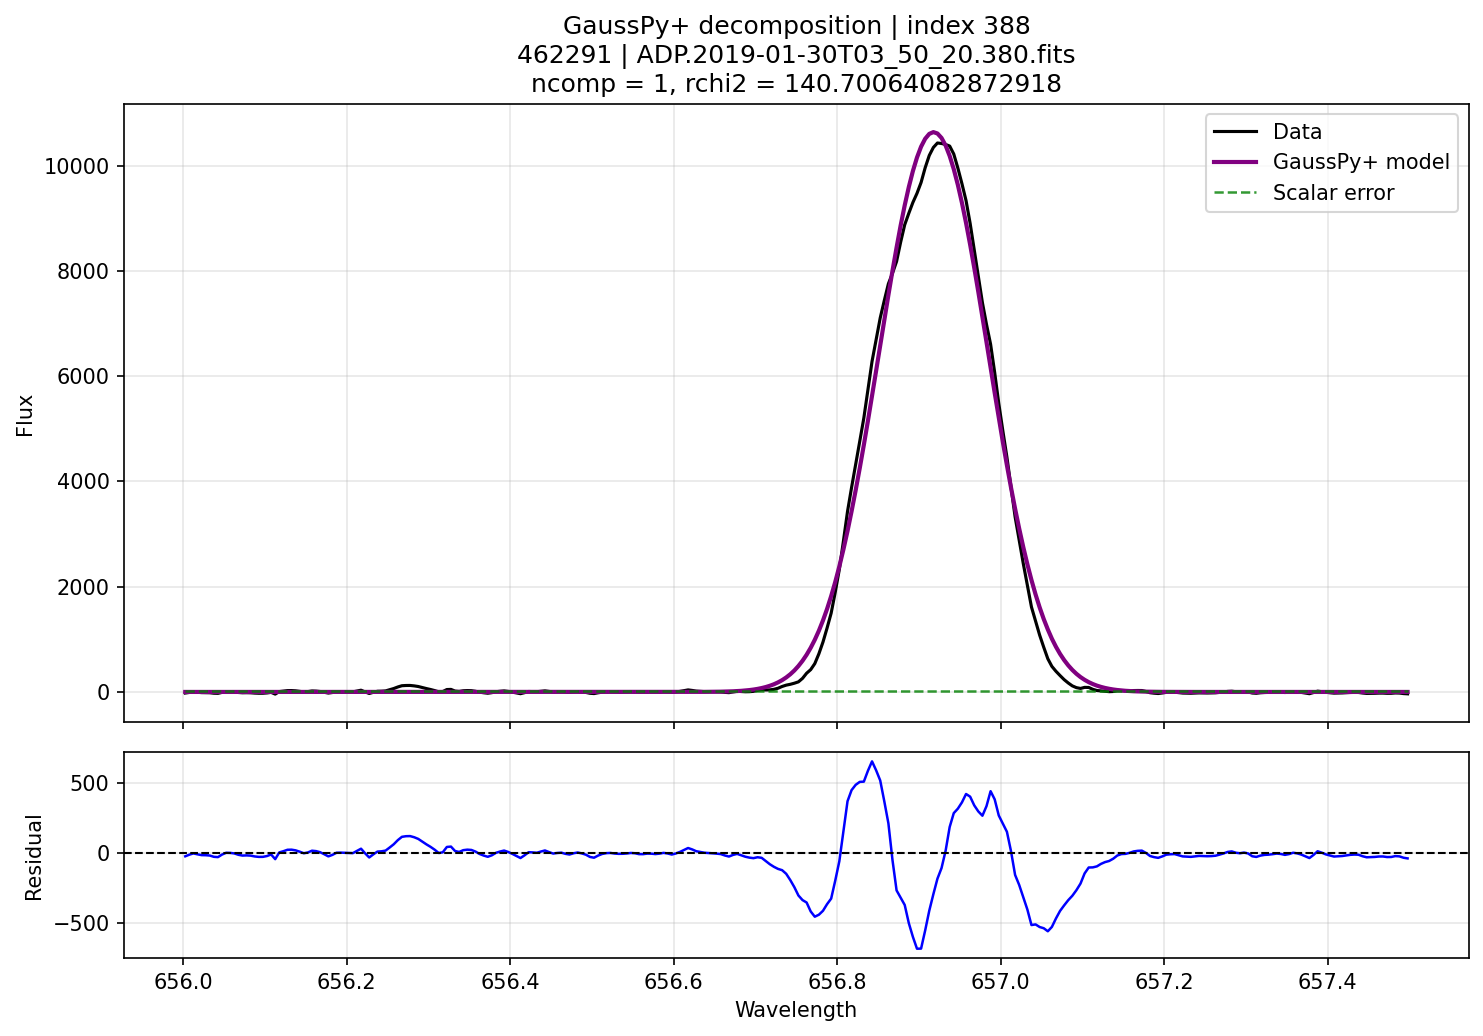 GaussPy+ decomposition | index 388
462291 | ADP.2019-01-30T03_50_20.380.fits
ncomp = 1, rchi2 = 140.70064082872918
Data
GaussPy+ model
Scalar error
Flux
10000
8000
6000
4000
2000
0
Residual
500
0
−500
656.0 656.2 656.4 656.6 656.8 657.0 657.2 657.4
Wavelength